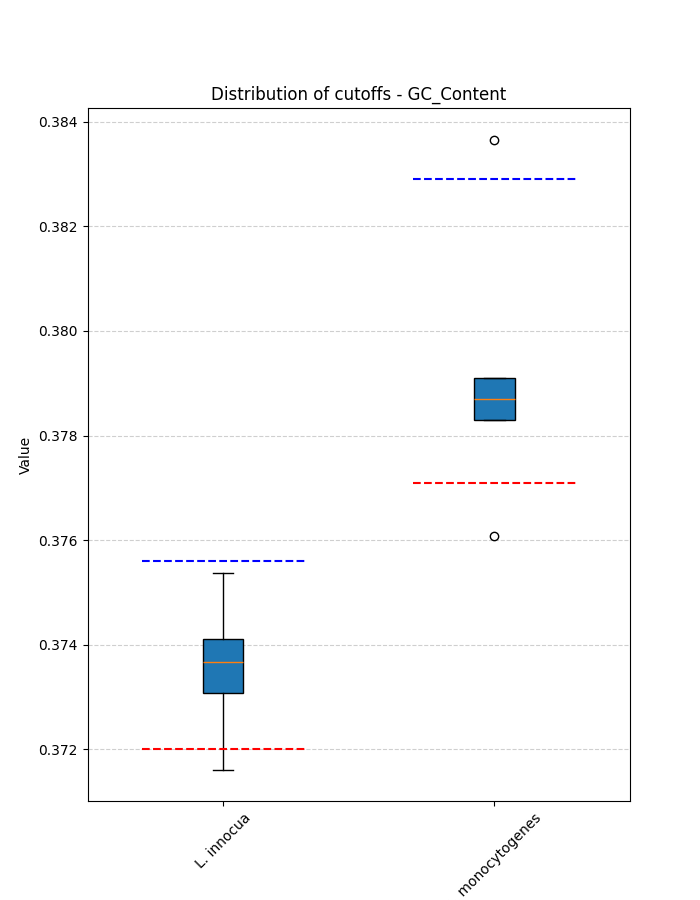 Distribution of cutoffs - GC_Content
0.384
0.382
0.380
0.378
0.376
0.374
0.372
Value
L. innocua
monocytogenes